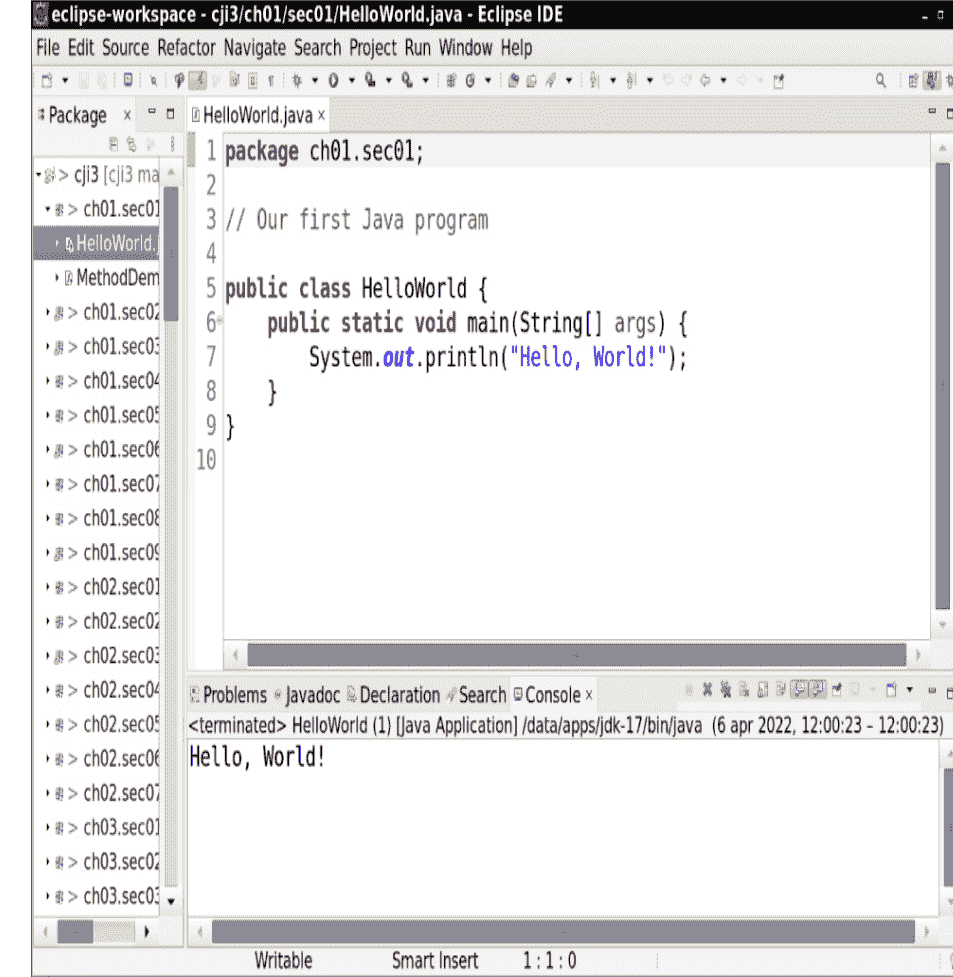 eclipse-workspace - cji3/ch01/sec01/HelloWorld.java - Eclipse IDE
File Edit Source Refactor Navigate Search Project Run Window Help
Package
HelloWorld.java
cji3 [cji3 ma
> ch01.sec01
HelloWorld.j
MethodDem
> ch01.sec02
> ch01.sec03
> ch01.sec04
> ch01.sec05
> ch01.sec06
> ch01.sec07
> ch01.sec08
> ch01.sec09
> ch02.sec01
> ch02.sec02
> ch02.sec03
> ch02.sec04
> ch02.sec05
> ch02.sec06
> ch02.sec07
> ch03.sec01
> ch03.sec02
> ch03.sec03
1 package ch01.sec01;
2
3 // Our first Java program
4
5 public class HelloWorld {
6 public static void main(String[] args) {
7 System.out.println("Hello, World!");
8 }
9 }
10
Problems Javadoc Declaration Search Console
<terminated> HelloWorld (1) [Java Application] /data/apps/jdk-17/bin/java (6 apr 2022, 12:00:23 – 12:00:23)
Hello, World!
Writable Smart Insert 1 : 1 : 0